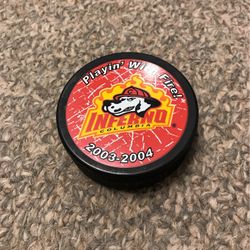 Playin' With Fire!
INFERNO
COLUMBIA
2003-2004